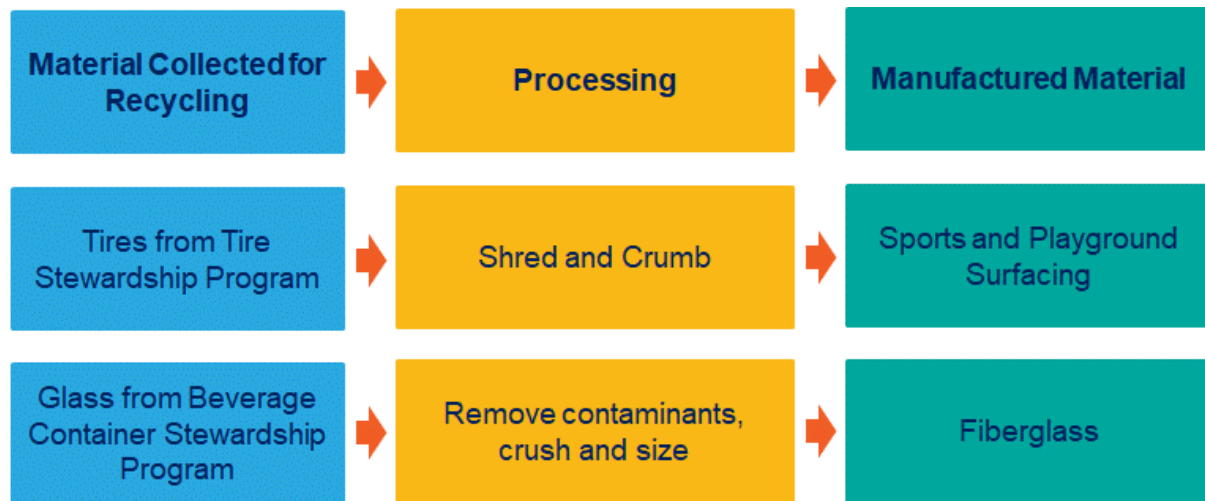 Material Collected for
Recycling
Processing
Manufactured Material
Tires from Tire
Stewardship Program
Shred and Crumb
Sports and Playground
Surfacing
Glass from Beverage
Container Stewardship
Program
Remove contaminants,
crush and size
Fiberglass